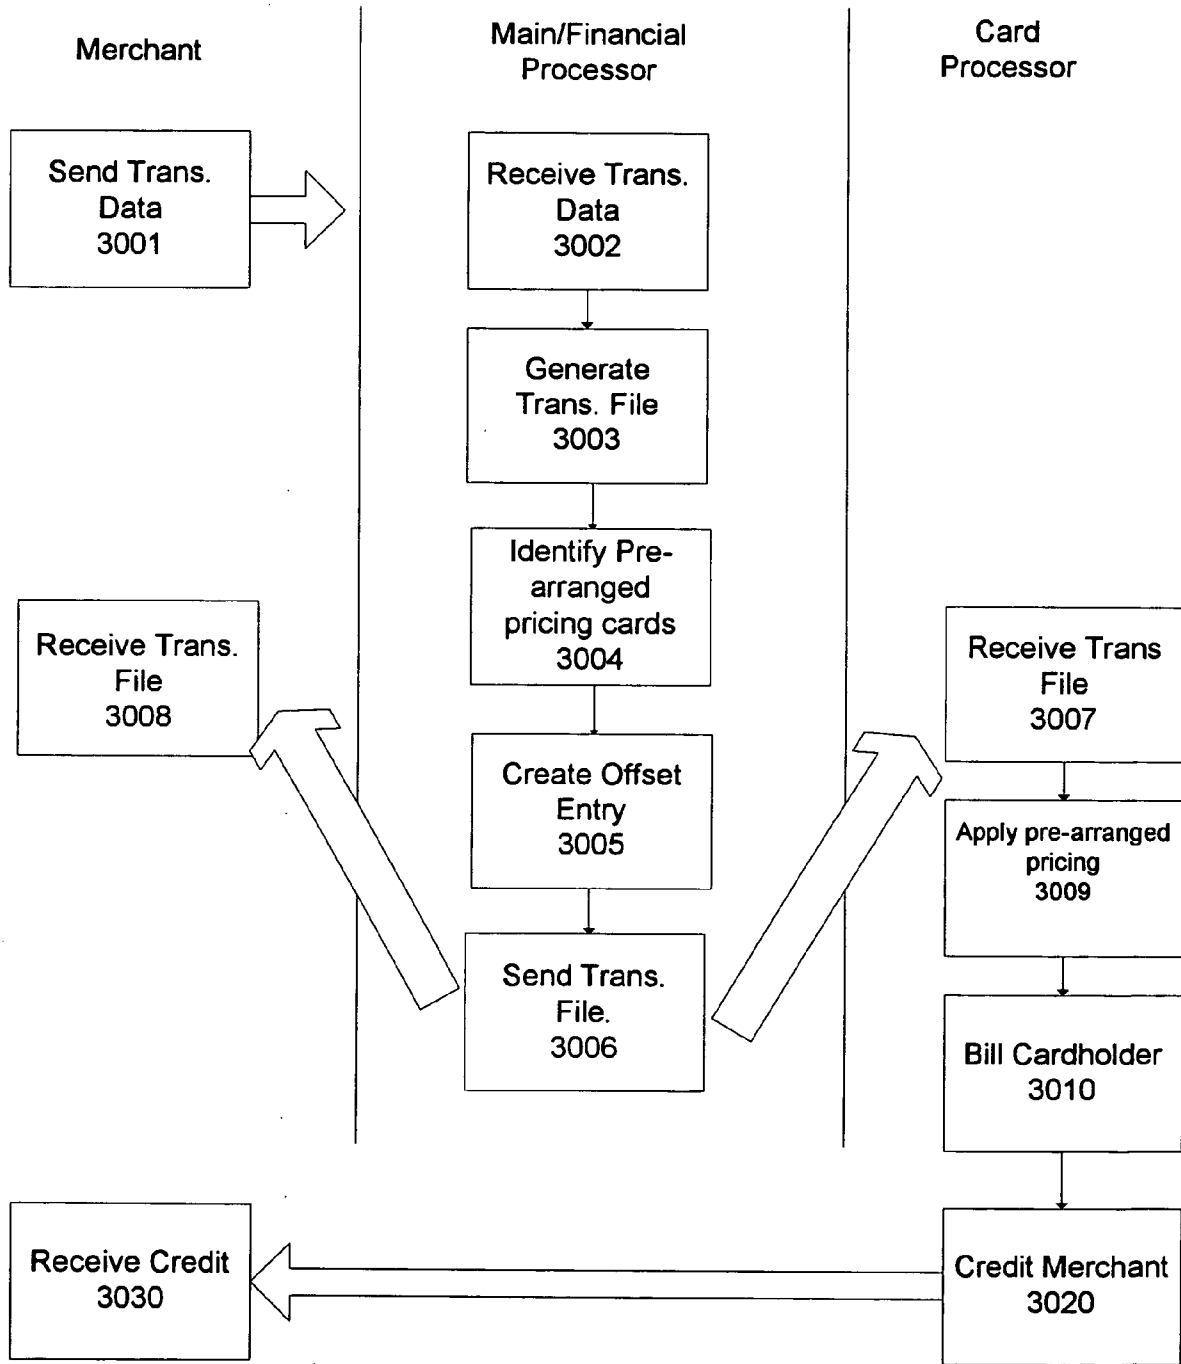 Merchant
Main/Financial
Processor
Card
Processor
Send Trans.
Data
3001
Receive Trans.
Data
3002
Generate
Trans. File
3003
Identify Pre-
arranged
pricing cards
3004
Receive Trans.
File
3008
Receive Trans
File
3007
Create Offset
Entry
3005
Apply pre-arranged
pricing
3009
Send Trans.
File.
3006
Bill Cardholder
3010
Receive Credit
3030
Credit Merchant
3020